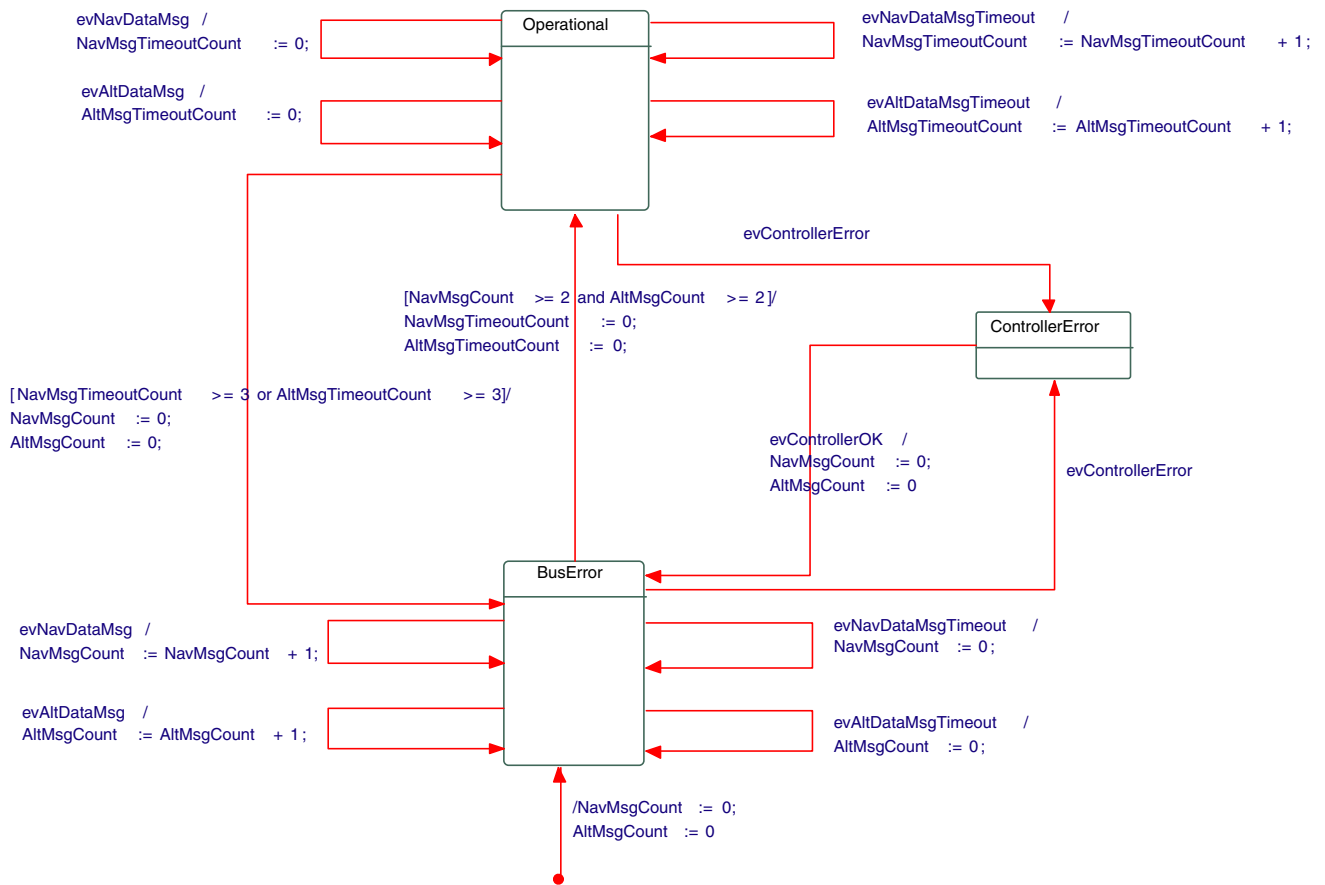 evNavDataMsg /
NavMsgTimeoutCount := 0;
Operational
evNavDataMsgTimeout /
NavMsgTimeoutCount := NavMsgTimeoutCount + 1;
evAltDataMsg /
AltMsgTimeoutCount := 0;
evAltDataMsgTimeout /
AltMsgTimeoutCount := AltMsgTimeoutCount + 1;
evControllerError
[NavMsgCount >= 2 and AltMsgCount >= 2]/
NavMsgTimeoutCount := 0;
AltMsgTimeoutCount := 0;
ControllerError
[NavMsgTimeoutCount >= 3 or AltMsgTimeoutCount >= 3]/
NavMsgCount := 0;
AltMsgCount := 0;
evControllerOK /
NavMsgCount := 0;
AltMsgCount := 0
evControllerError
BusError
evNavDataMsg /
NavMsgCount := NavMsgCount + 1;
evNavDataMsgTimeout /
NavMsgCount := 0;
evAltDataMsg /
AltMsgCount := AltMsgCount + 1;
evAltDataMsgTimeout /
AltMsgCount := 0;
/NavMsgCount := 0;
AltMsgCount := 0